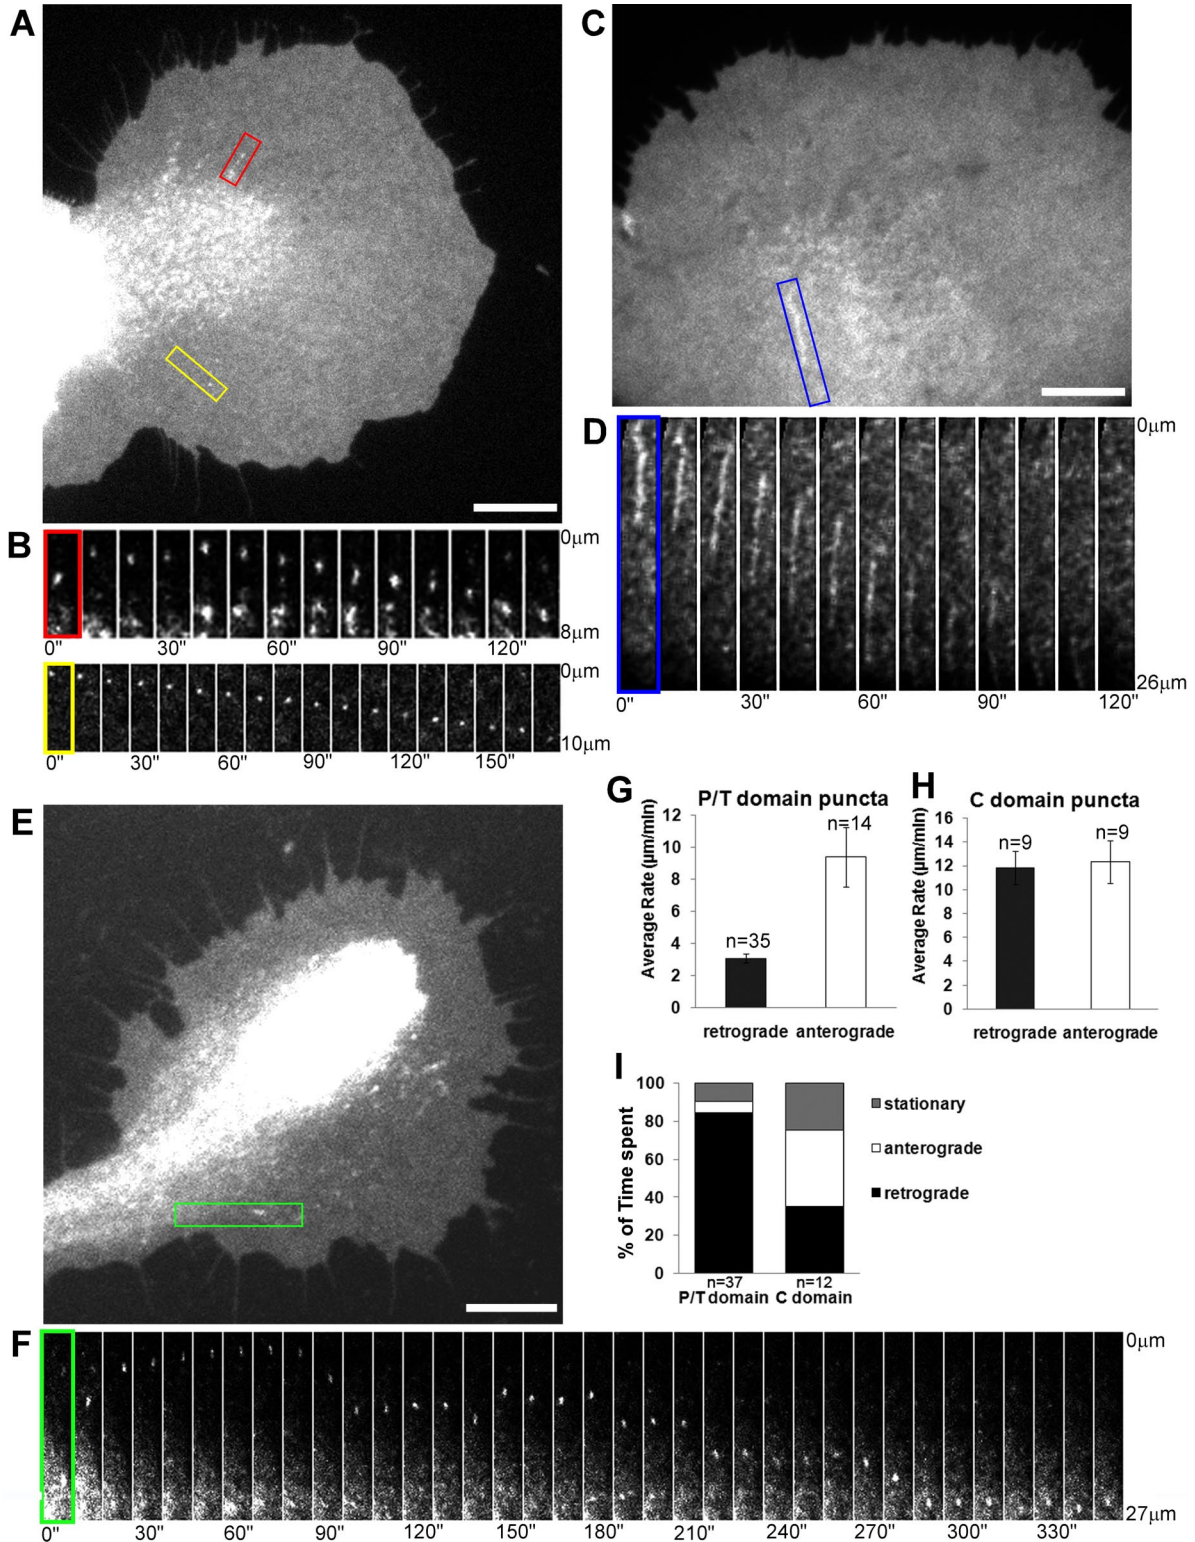 A
C
B
0µm
8µm
0" 30" 60" 90" 120"
0µm
10µm
0" 30" 60" 90" 120" 150"
D
0µm
26µm
0" 30" 60" 90" 120"
E
G
P/T domain puncta
Average Rate (µm/mln)
12
10
8
6
4
2
0
n=35
n=14
retrograde anterograde
H
C domain puncta
Average Rate (µm/mln)
16
14
12
10
8
6
4
2
0
n=9
n=9
retrograde anterograde
I
% of Time spent
100
80
60
40
20
0
stationary
anterograde
retrograde
n=37 n=12
P/T domain C domain
F
0µm
27µm
0" 30" 60" 90" 120" 150" 180" 210" 240" 270" 300" 330"